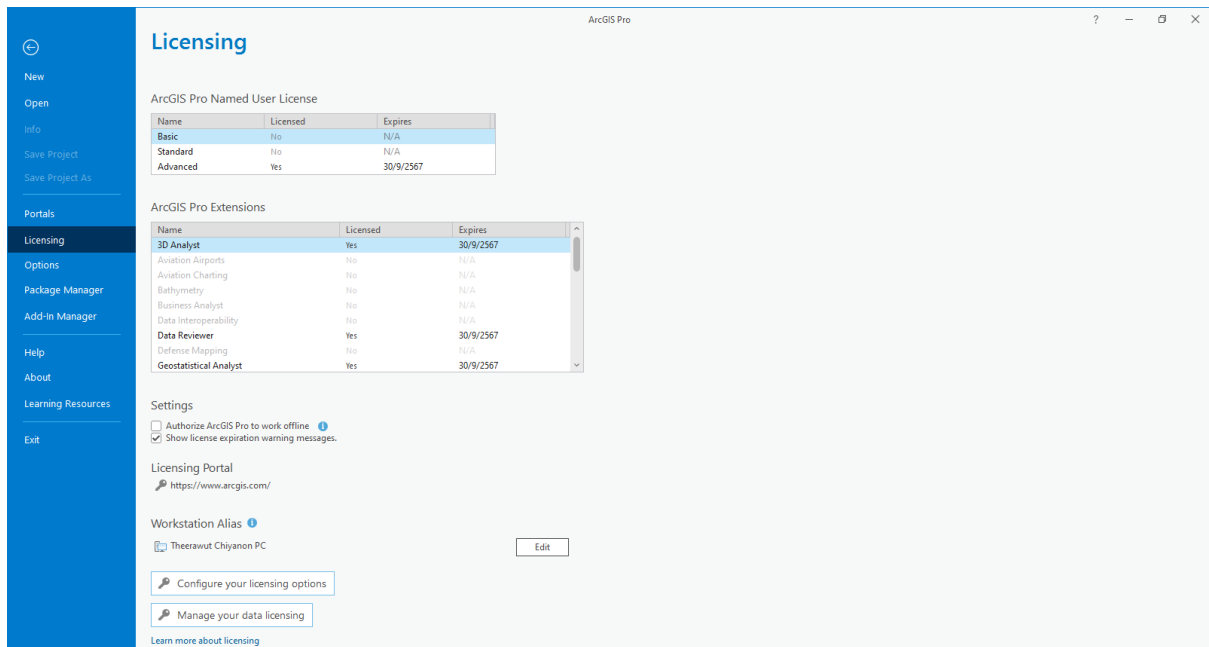 ArcGIS Pro
?
Licensing
New
Open
Info
Save Project
Save Project As
Portals
Licensing
Options
Package Manager
Add-In Manager
Help
About
Learning Resources
Exit
ArcGIS Pro Named User License
Name Licensed Expires
Basic No N/A
Standard No N/A
Advanced Yes 30/9/2567
ArcGIS Pro Extensions
Name Licensed Expires
3D Analyst Yes 30/9/2567
Aviation Airports No N/A
Aviation Charting No N/A
Bathymetry No N/A
Business Analyst No N/A
Data Interoperability No N/A
Data Reviewer Yes 30/9/2567
Defense Mapping No N/A
Geostatistical Analyst Yes 30/9/2567
Settings
Authorize ArcGIS Pro to work offline
Show license expiration warning messages.
Licensing Portal
https://www.arcgis.com/
Workstation Alias
Theerawut Chiyanon PC
Edit
Configure your licensing options
Manage your data licensing
Learn more about licensing